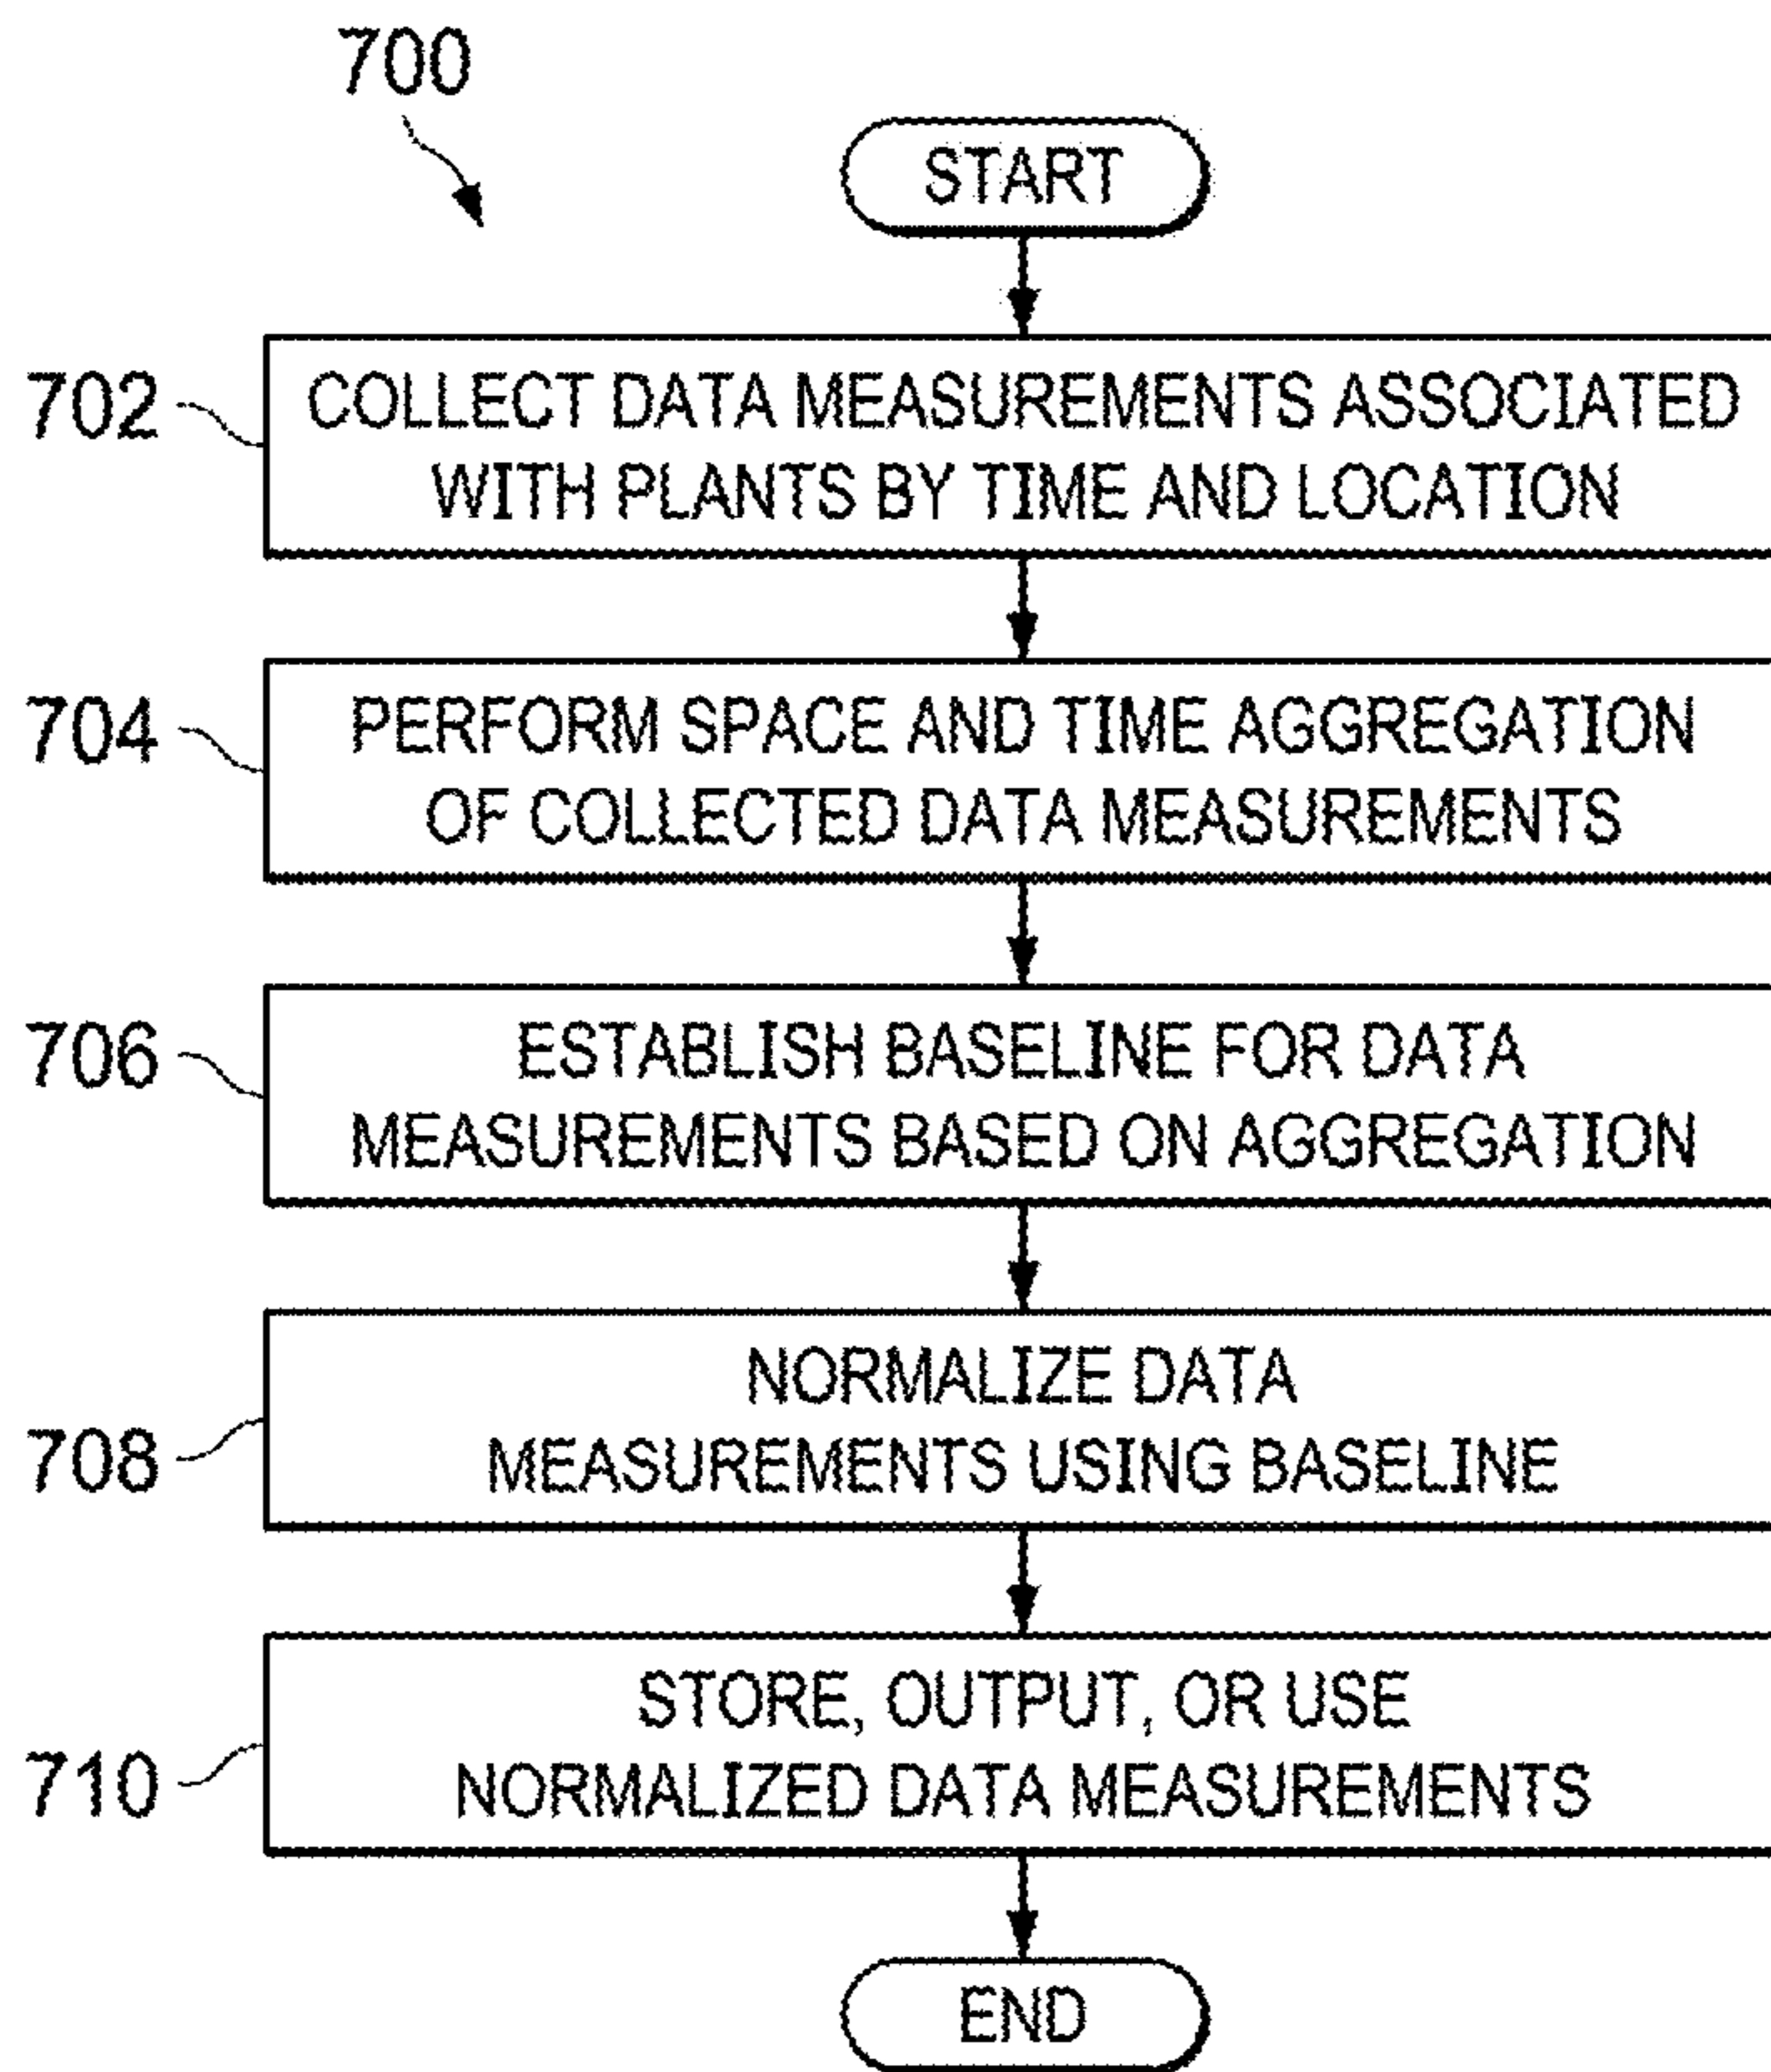 700
START
702
COLLECT DATA MEASUREMENTS ASSOCIATED
WITH PLANTS BY TIME AND LOCATION
704
PERFORM SPACE AND TIME AGGREGATION
OF COLLECTED DATA MEASUREMENTS
706
ESTABLISH BASELINE FOR DATA
MEASUREMENTS BASED ON AGGREGATION
708
NORMALIZE DATA
MEASUREMENTS USING BASELINE
710
STORE, OUTPUT, OR USE
NORMALIZED DATA MEASUREMENTS
END